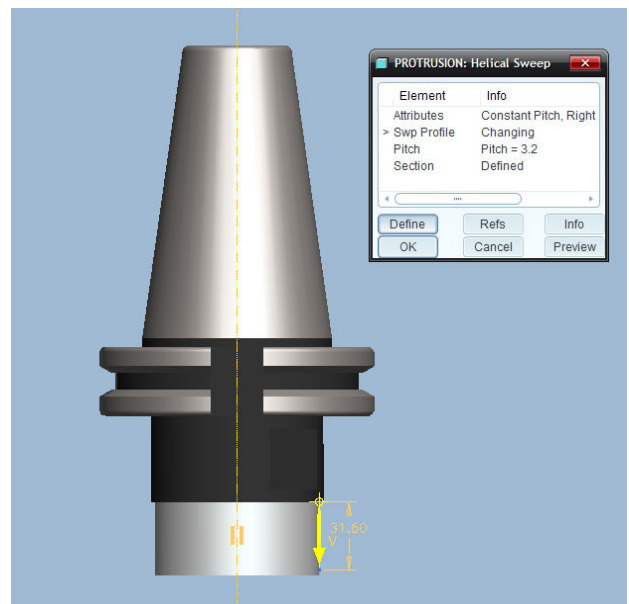 PROTRUSION: Helical Sweep
Element Info
Attributes Constant Pitch, Right
> Swp Profile Changing
Pitch Pitch = 3.2
Section Defined
Define Refs Info
OK Cancel Preview
31.60
V